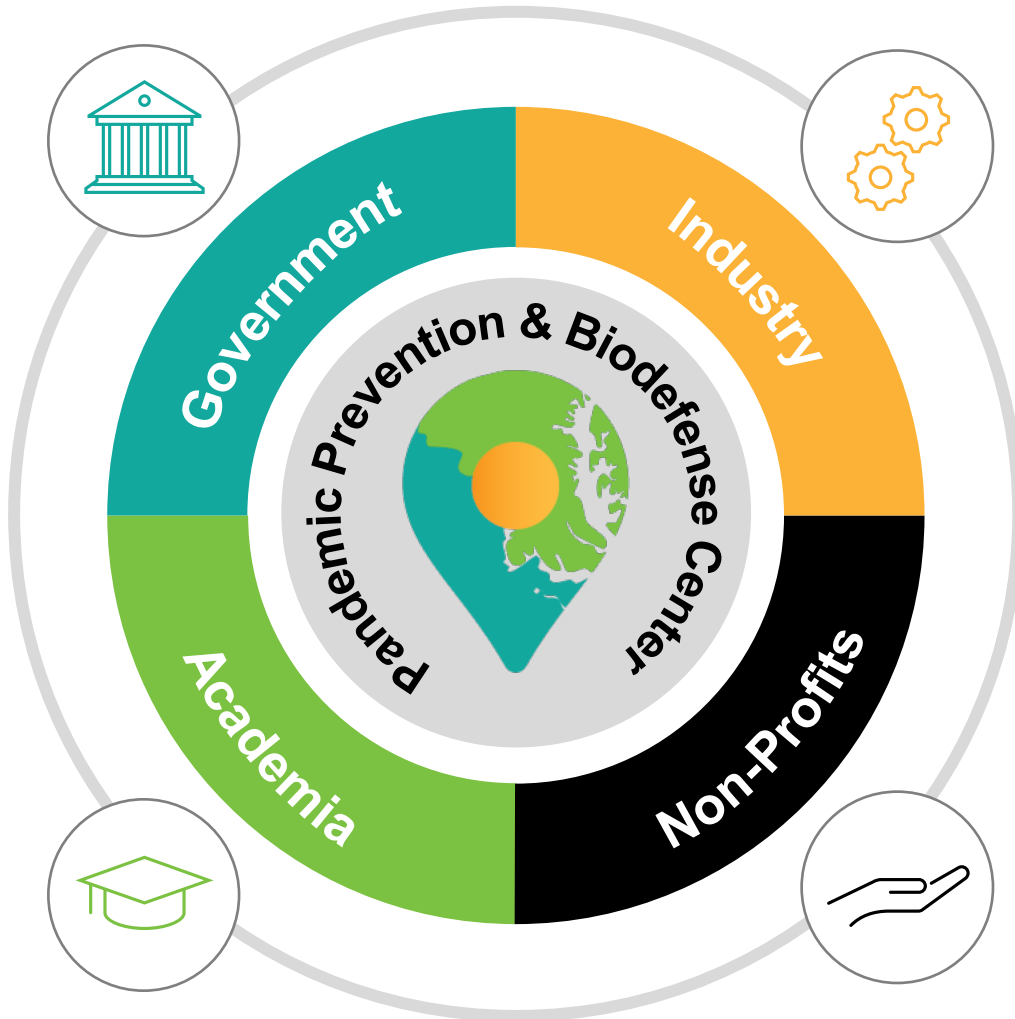 Government
Industry
Pandemic Prevention & Biodefense Center
Academia
Non-Profits